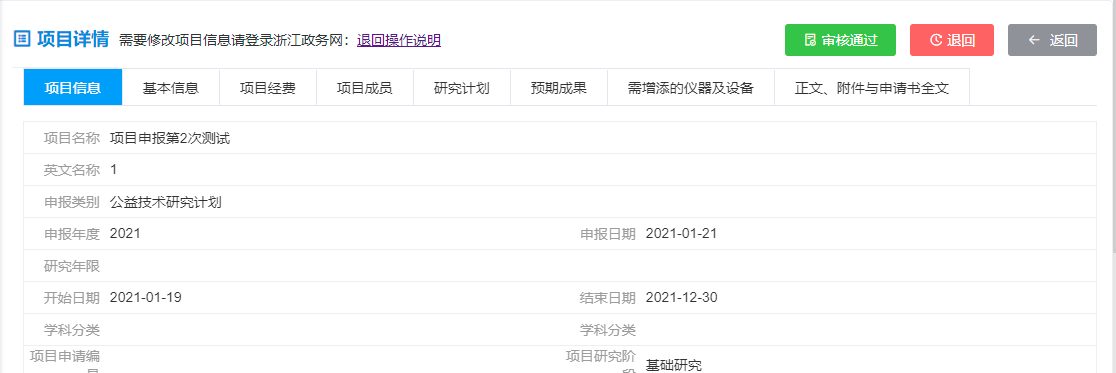 项目详情 需要修改项目信息请登录浙江政务网：退回操作说明 审核通过 退回 返回
项目信息 基本信息 项目经费 项目成员 研究计划 预期成果 需增添的仪器及设备 正文、附件与申请书全文
项目名称 项目申报第2次测试
英文名称 1
申报类别 公益技术研究计划
申报年度 2021 申报日期 2021-01-21
研究年限
开始日期 2021-01-19 结束日期 2021-12-30
学科分类 学科分类
项目申请编 项目研究阶 基础研究